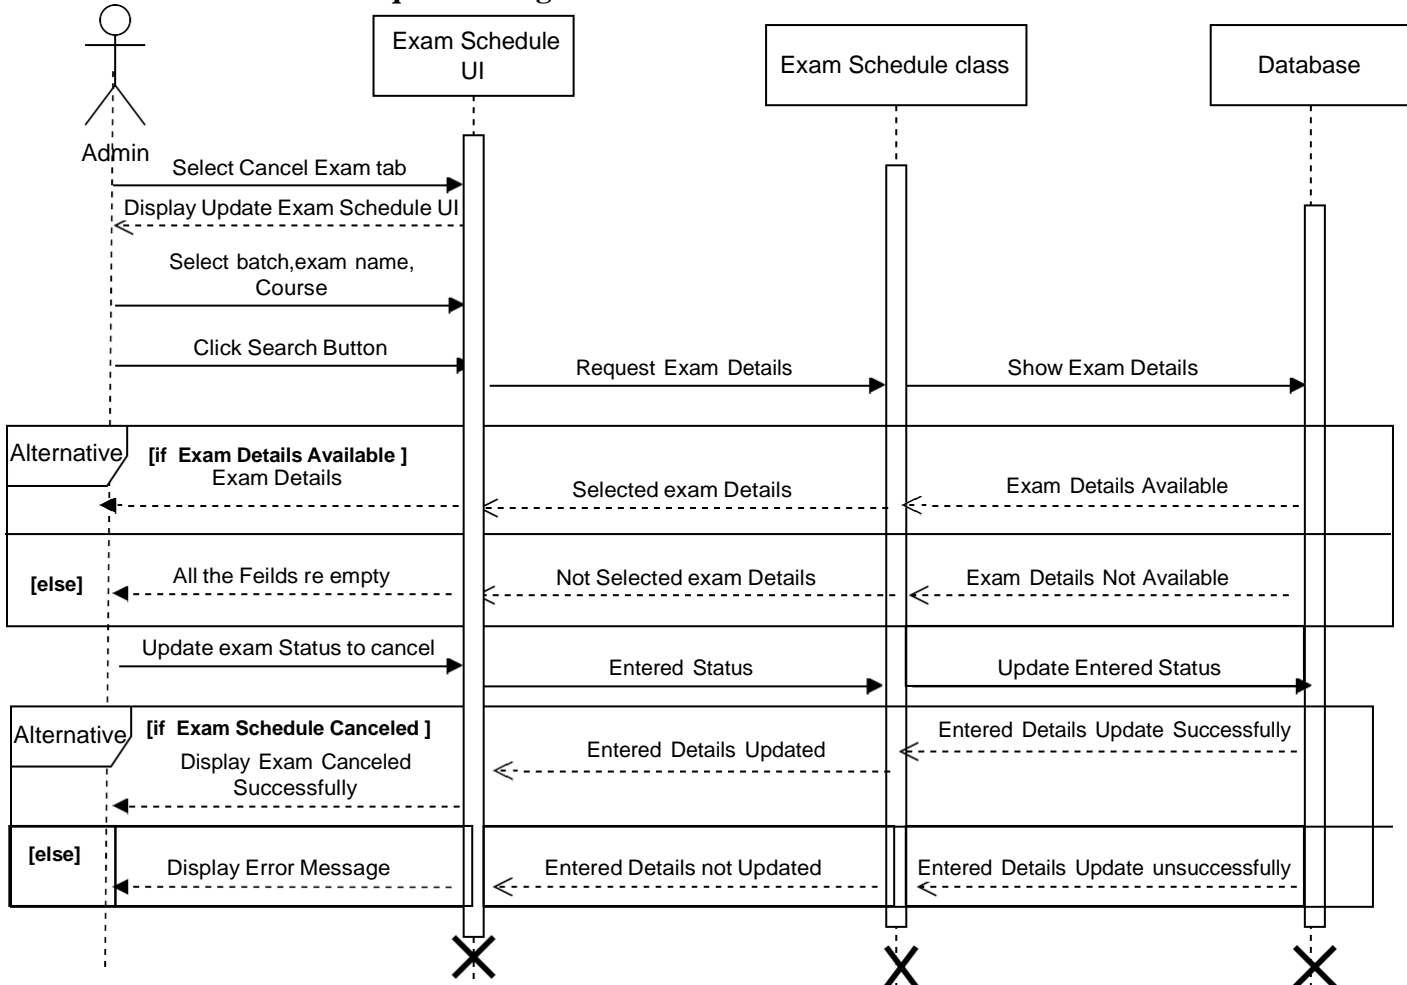 Exam Schedule
UI
Exam Schedule class
Database
Admin
Select Cancel Exam tab
Display Update Exam Schedule UI
Select batch,exam name,
Course
Click Search Button
Request Exam Details
Show Exam Details
Alternative
[if Exam Details Available ]
Exam Details
Selected exam Details
Exam Details Available
[else]
All the Feilds re empty
Not Selected exam Details
Exam Details Not Available
Update exam Status to cancel
Entered Status
Update Entered Status
Alternative
[if Exam Schedule Canceled ]
Display Exam Canceled
Successfully
Entered Details Updated
Entered Details Update Successfully
[else]
Display Error Message
Entered Details not Updated
Entered Details Update unsuccessfully